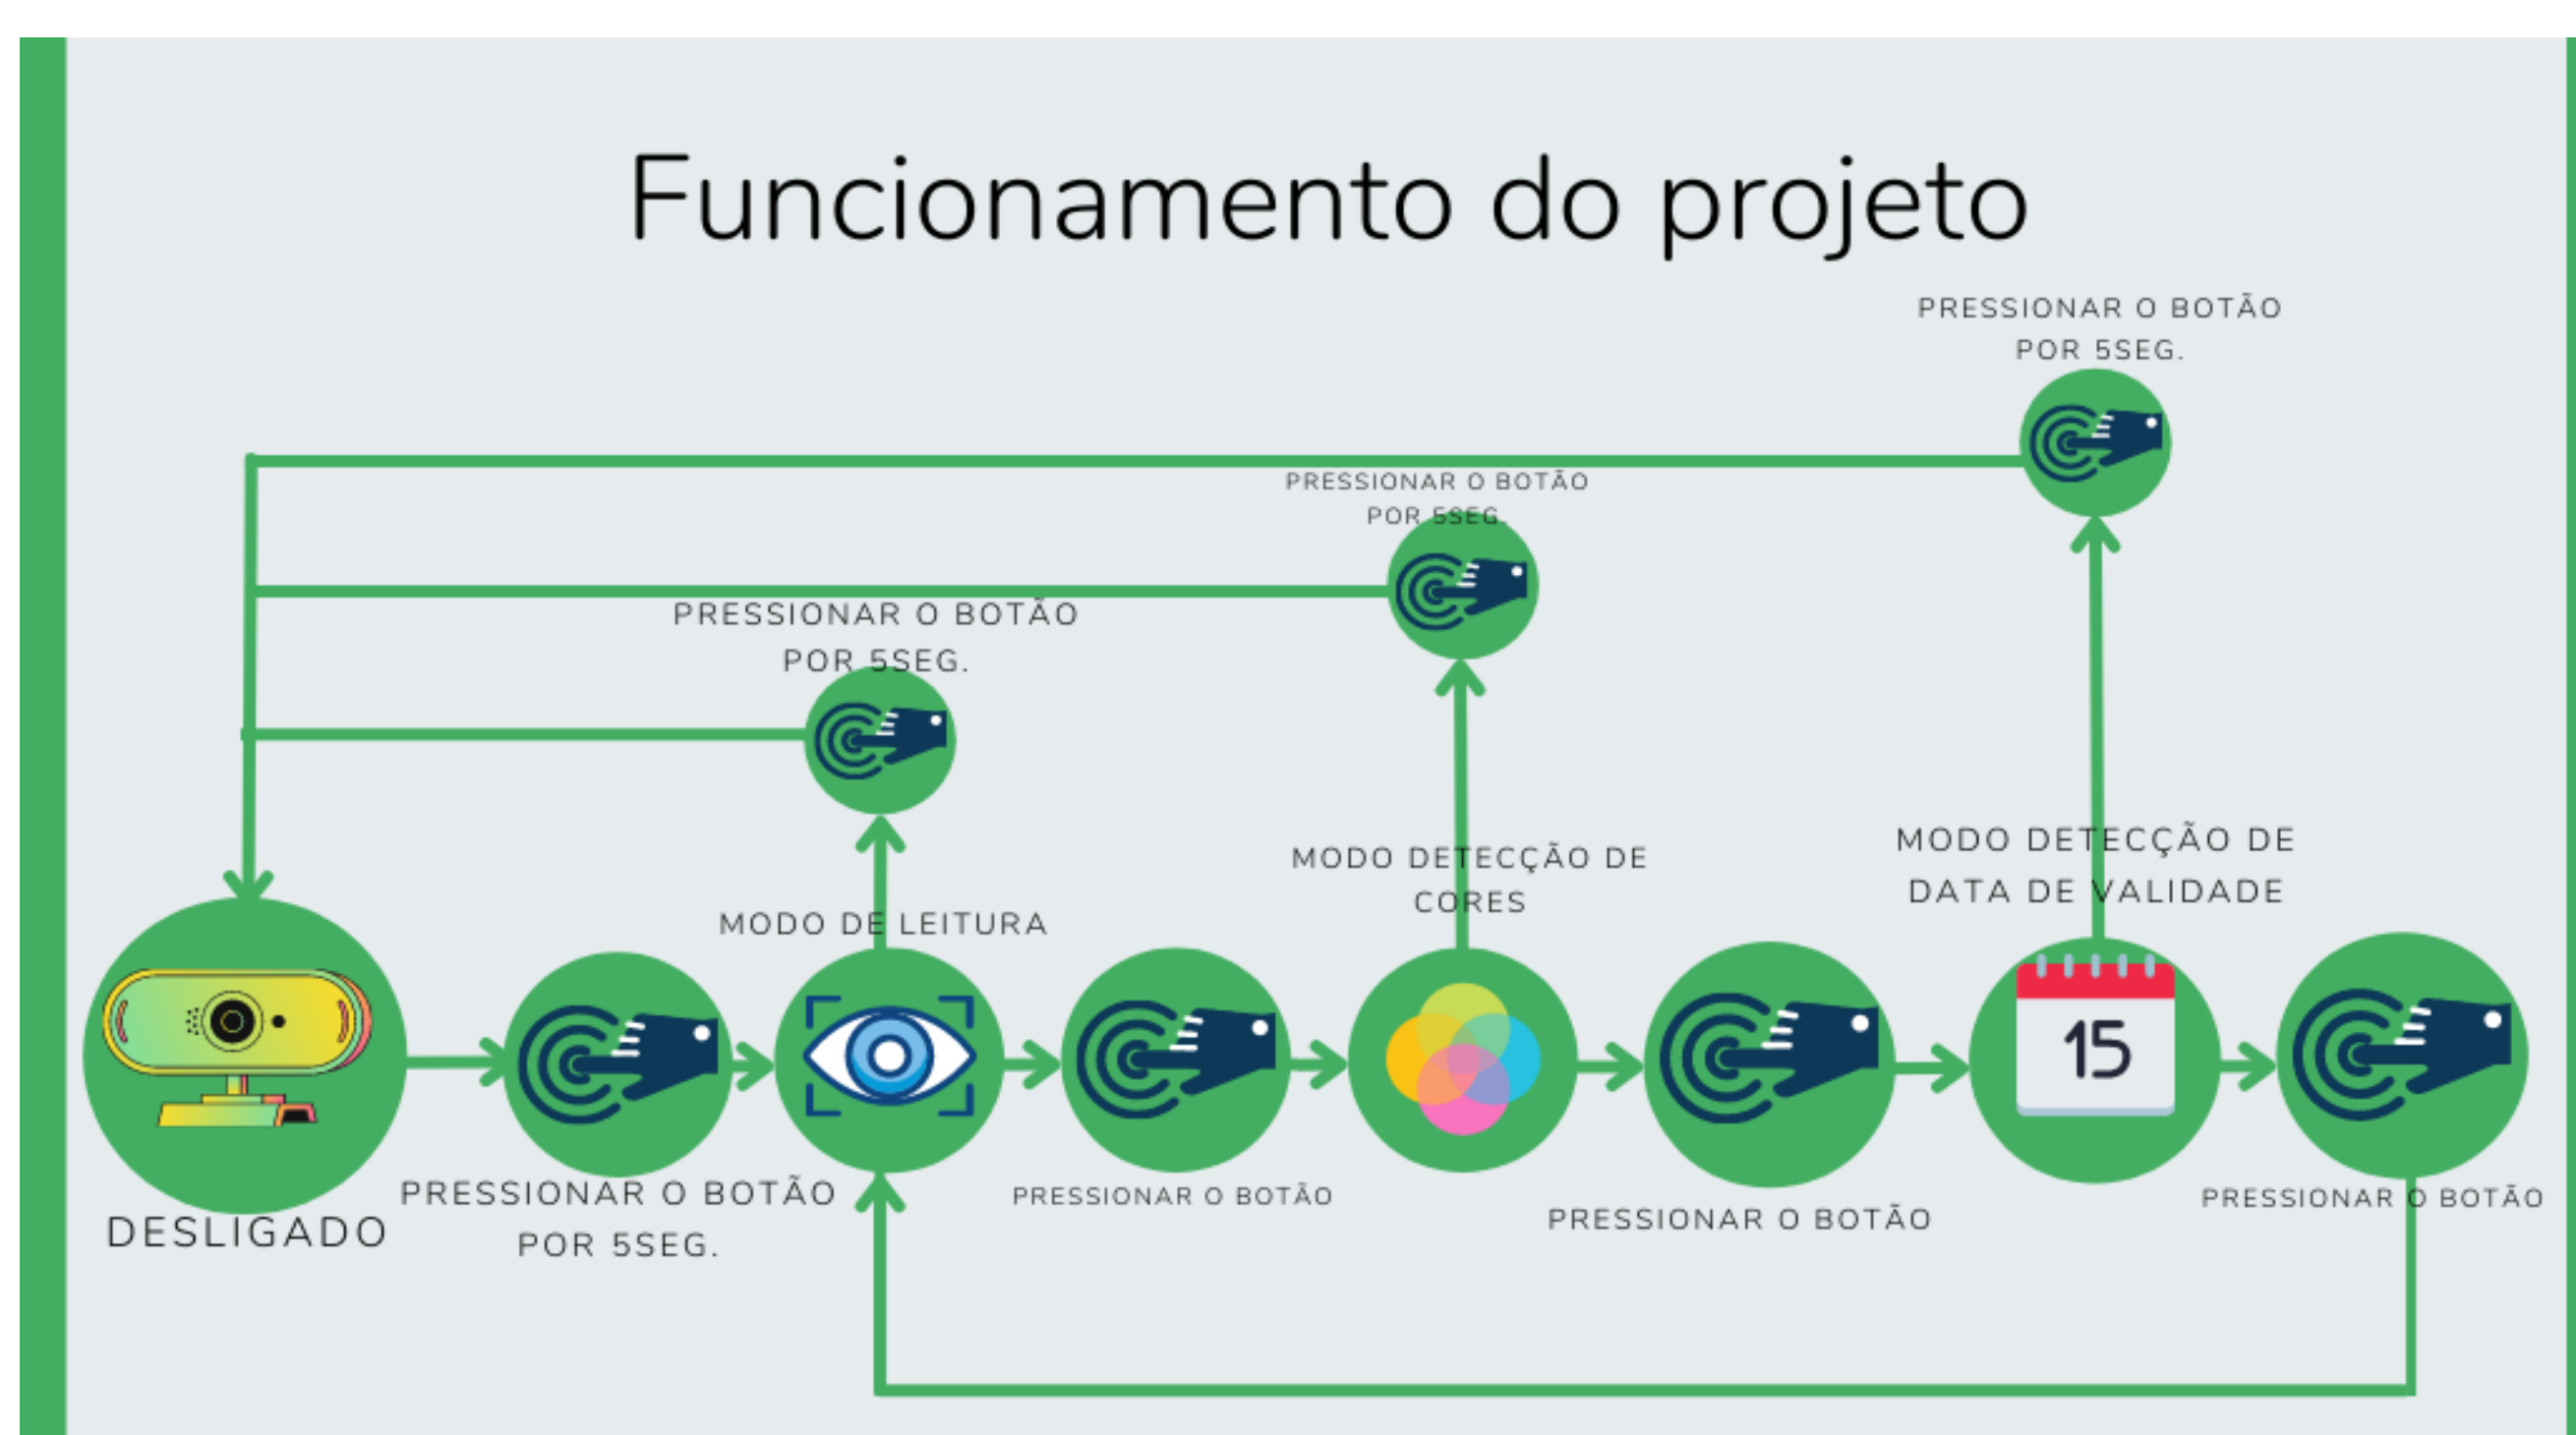 Funcionamento do projeto
PRESSIONAR O BOTÃO
POR 5SEG.
PRESSIONAR O BOTÃO
POR 5SEG.
PRESSIONAR O BOTÃO
POR 5SEG.
MODO DETECÇÃO DE
DATA DE VALIDADE
MODO DETECÇÃO DE
CORES
MODO DE LEITURA
15
DESLIGADO
PRESSIONAR O BOTÃO
POR 5SEG.
PRESSIONAR O BOTÃO
PRESSIONAR O BOTÃO
PRESSIONAR O BOTÃO